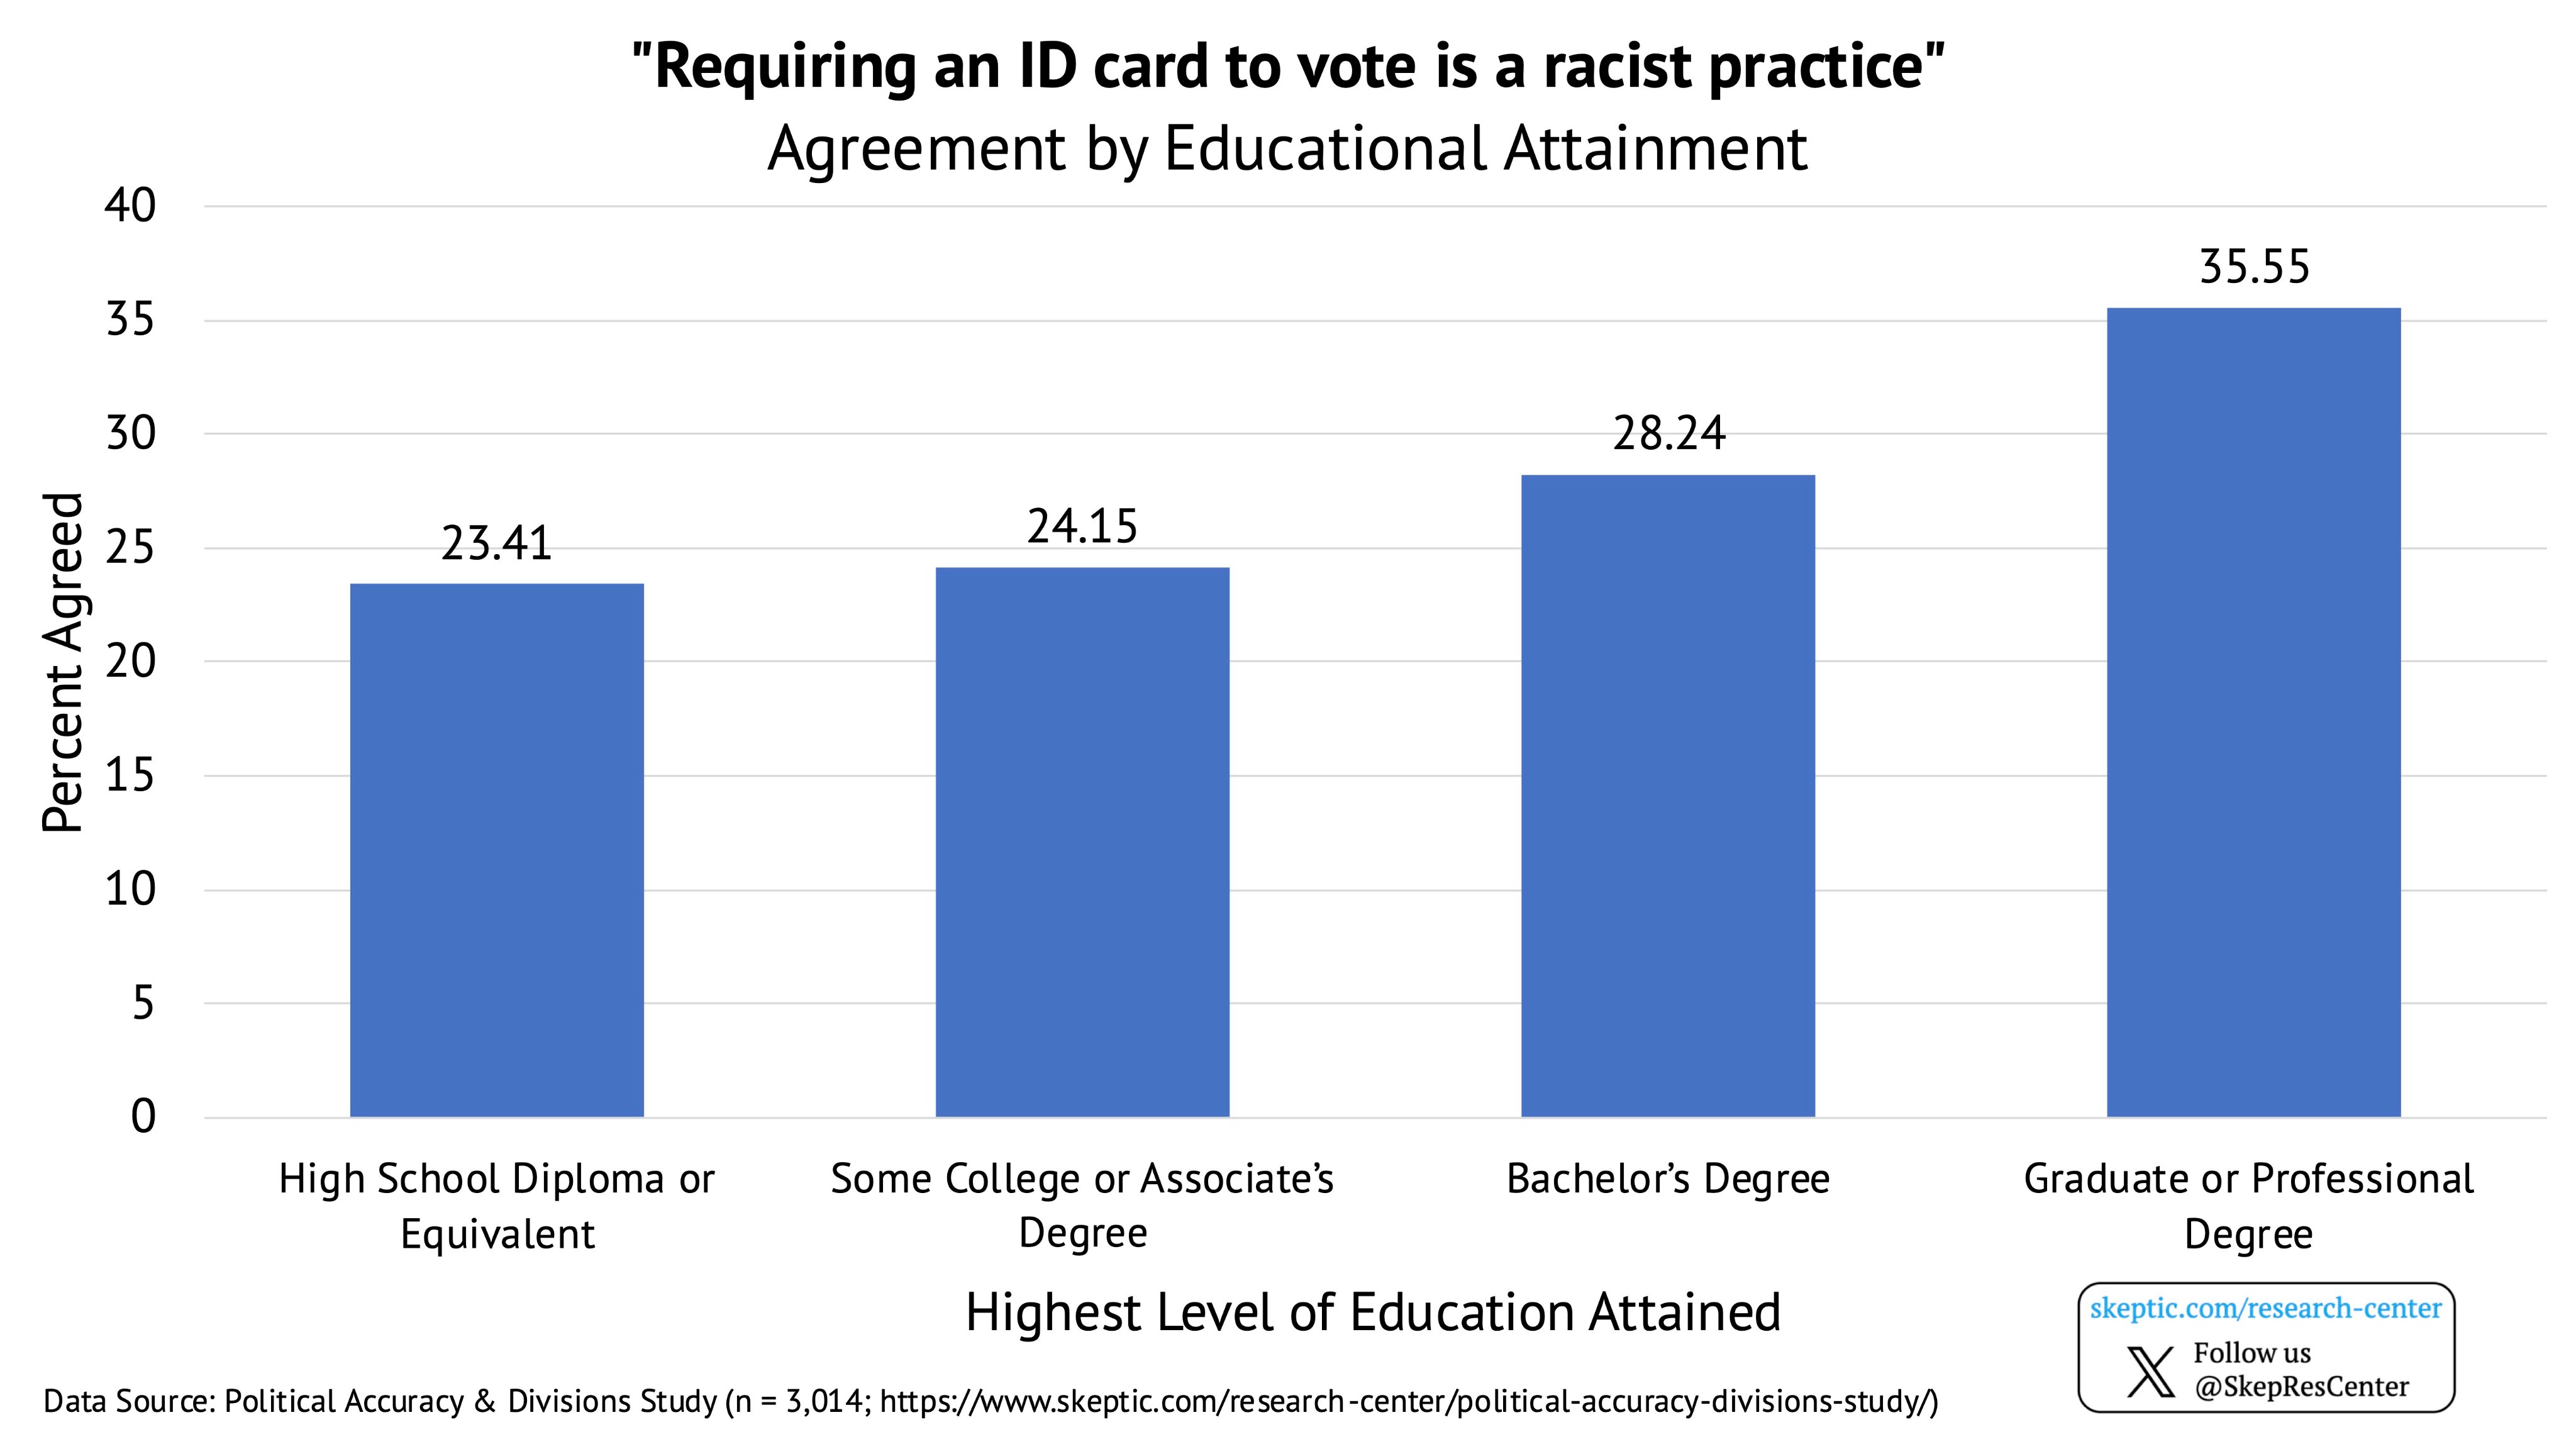 "Requiring an ID card to vote is a racist practice"
Agreement by Educational Attainment
40
35
30
25
20
15
10
5
0
Percent Agreed
23.41
24.15
28.24
35.55
High School Diploma or
Equivalent
Some College or Associate’s
Degree
Bachelor’s Degree
Graduate or Professional
Degree
Highest Level of Education Attained
skeptic.com/research-center
Follow us
@SkepResCenter
Data Source: Political Accuracy & Divisions Study (n = 3,014; https://www.skeptic.com/research-center/political-accuracy-divisions-study/)